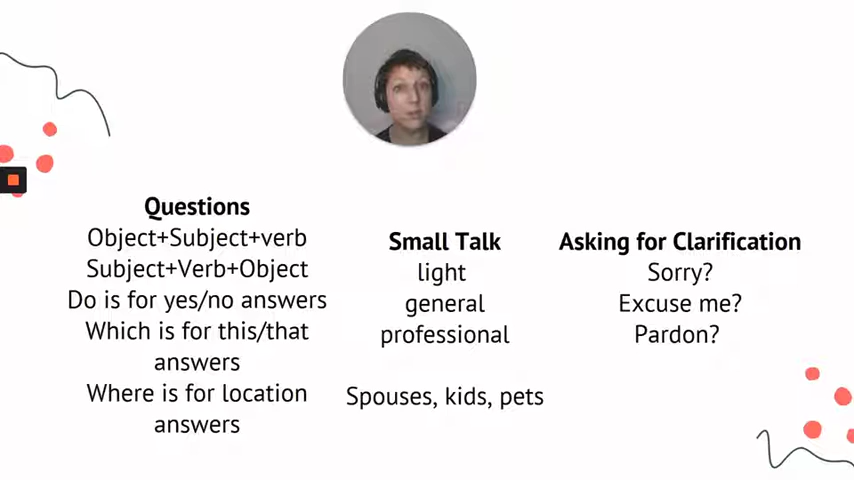 Questions
Object+Subject+verb
Subject+Verb+Object
Do is for yes/no answers
Which is for this/that
answers
Where is for location
answers
Small Talk
light
general
professional
Spouses, kids, pets
Asking for Clarification
Sorry?
Excuse me?
Pardon?